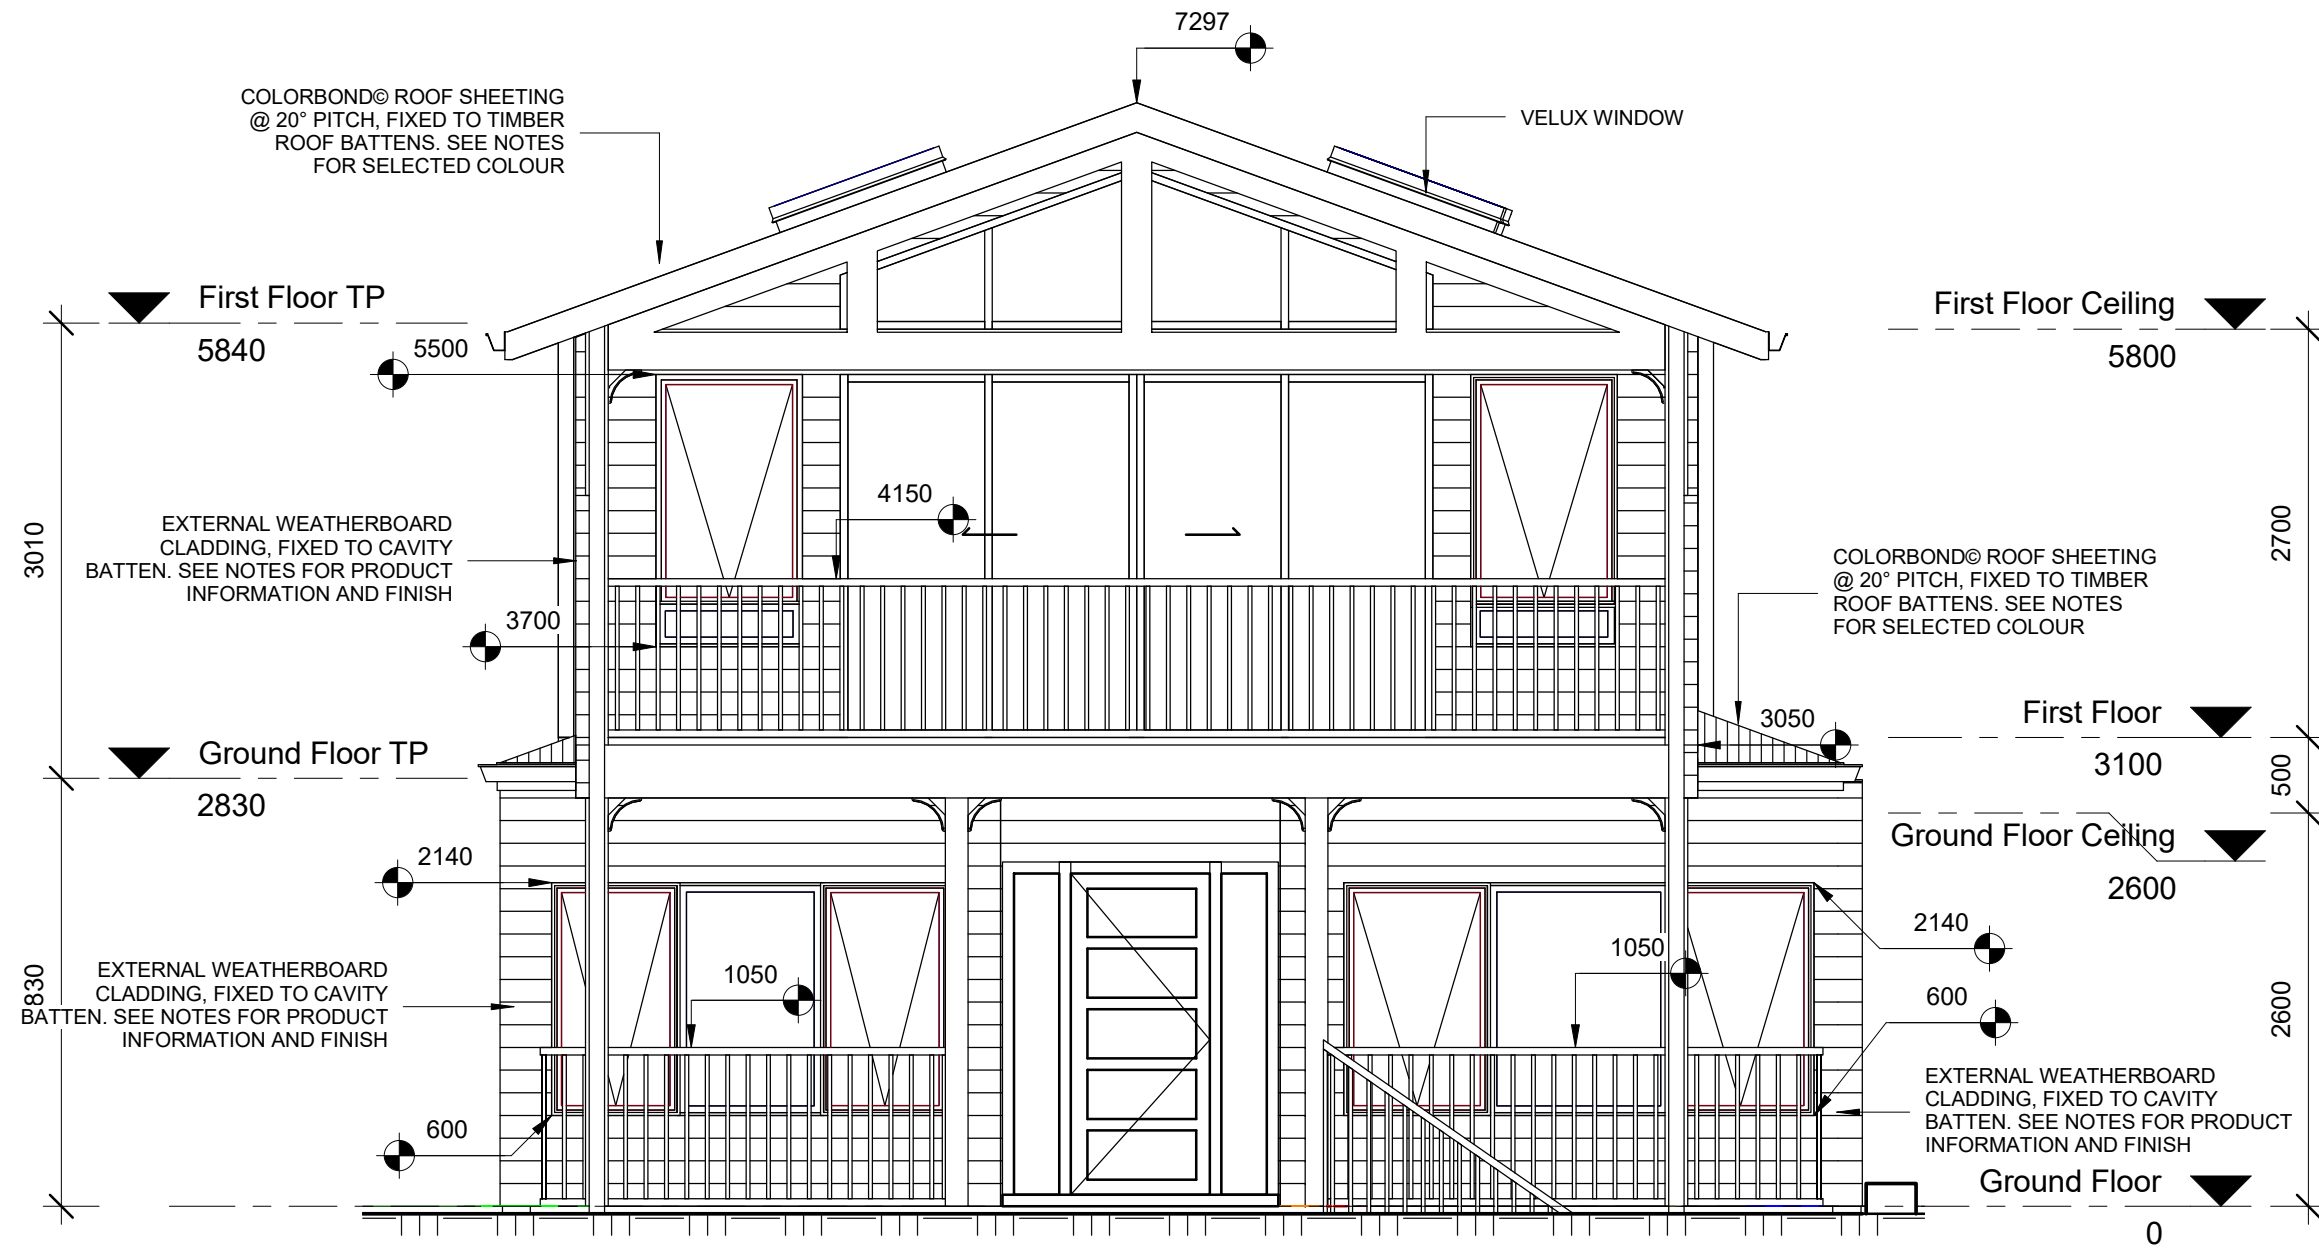 7297
COLORBOND© ROOF SHEETING
@ 20° PITCH, FIXED TO TIMBER
ROOF BATTENS. SEE NOTES
FOR SELECTED COLOUR
VELUX WINDOW
First Floor TP
5840
First Floor Ceiling
5800
5500
4150
3010
EXTERNAL WEATHERBOARD
CLADDING, FIXED TO CAVITY
BATTEN. SEE NOTES FOR PRODUCT
INFORMATION AND FINISH
2700
COLORBOND© ROOF SHEETING
@ 20° PITCH, FIXED TO TIMBER
ROOF BATTENS. SEE NOTES
FOR SELECTED COLOUR
3700
3050
First Floor
3100
Ground Floor TP
2830
500
Ground Floor Ceiling
2600
2140
2140
1050
1050
830
EXTERNAL WEATHERBOARD
CLADDING, FIXED TO CAVITY
BATTEN. SEE NOTES FOR PRODUCT
INFORMATION AND FINISH
600
2600
EXTERNAL WEATHERBOARD
CLADDING, FIXED TO CAVITY
BATTEN. SEE NOTES FOR PRODUCT
INFORMATION AND FINISH
600
Ground Floor
0